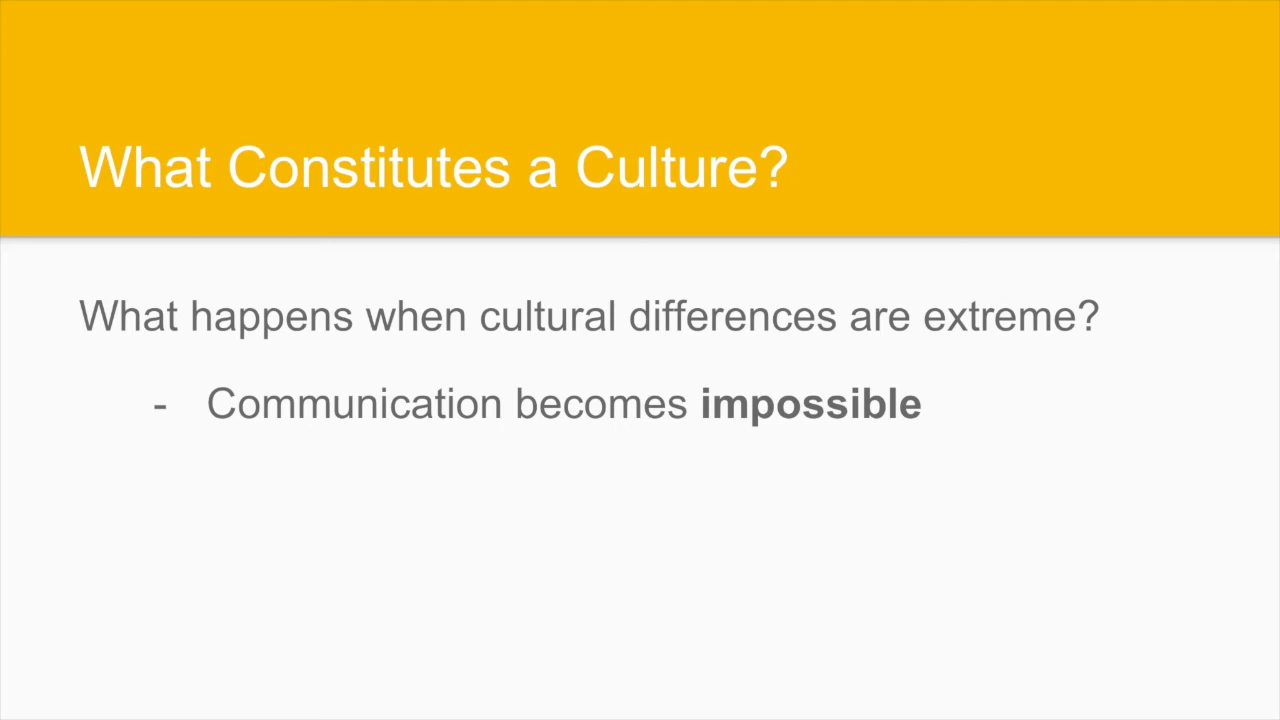 What Constitutes a Culture?
What happens when cultural differences are extreme?
- Communication becomes impossible